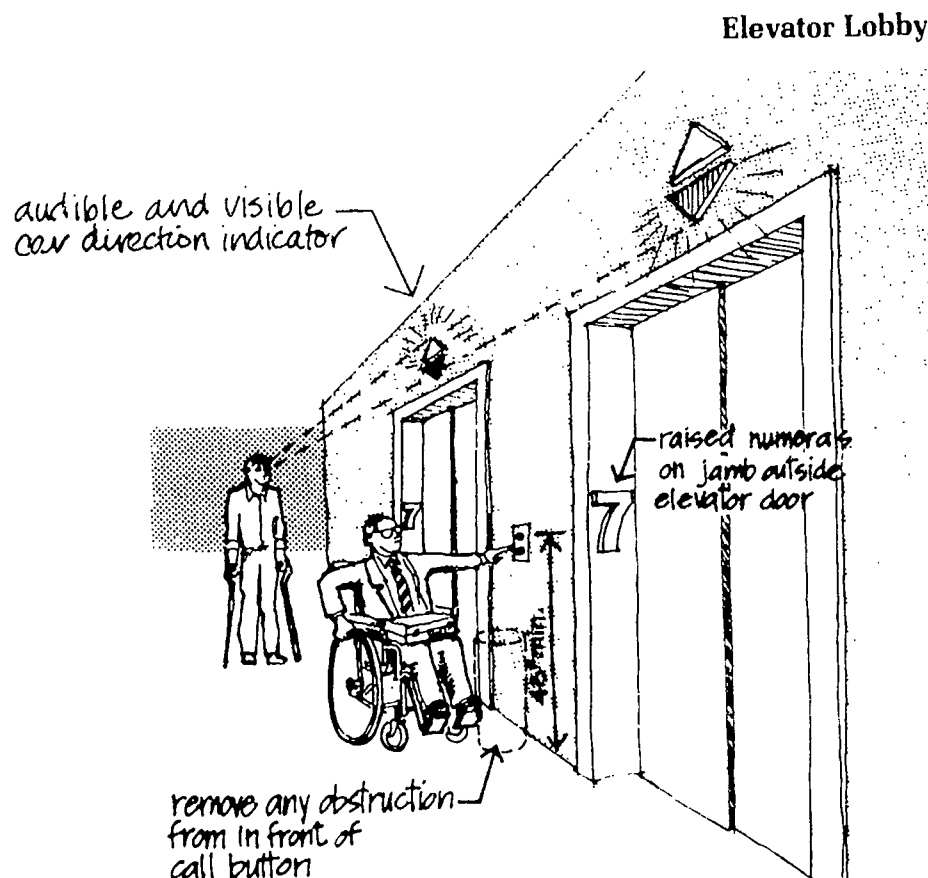 Elevator Lobby
audible and visible
car direction indicator
raised numerals
on jamb outside
elevator door
7
7
48" min.
remove any obstruction
from in front of
call button